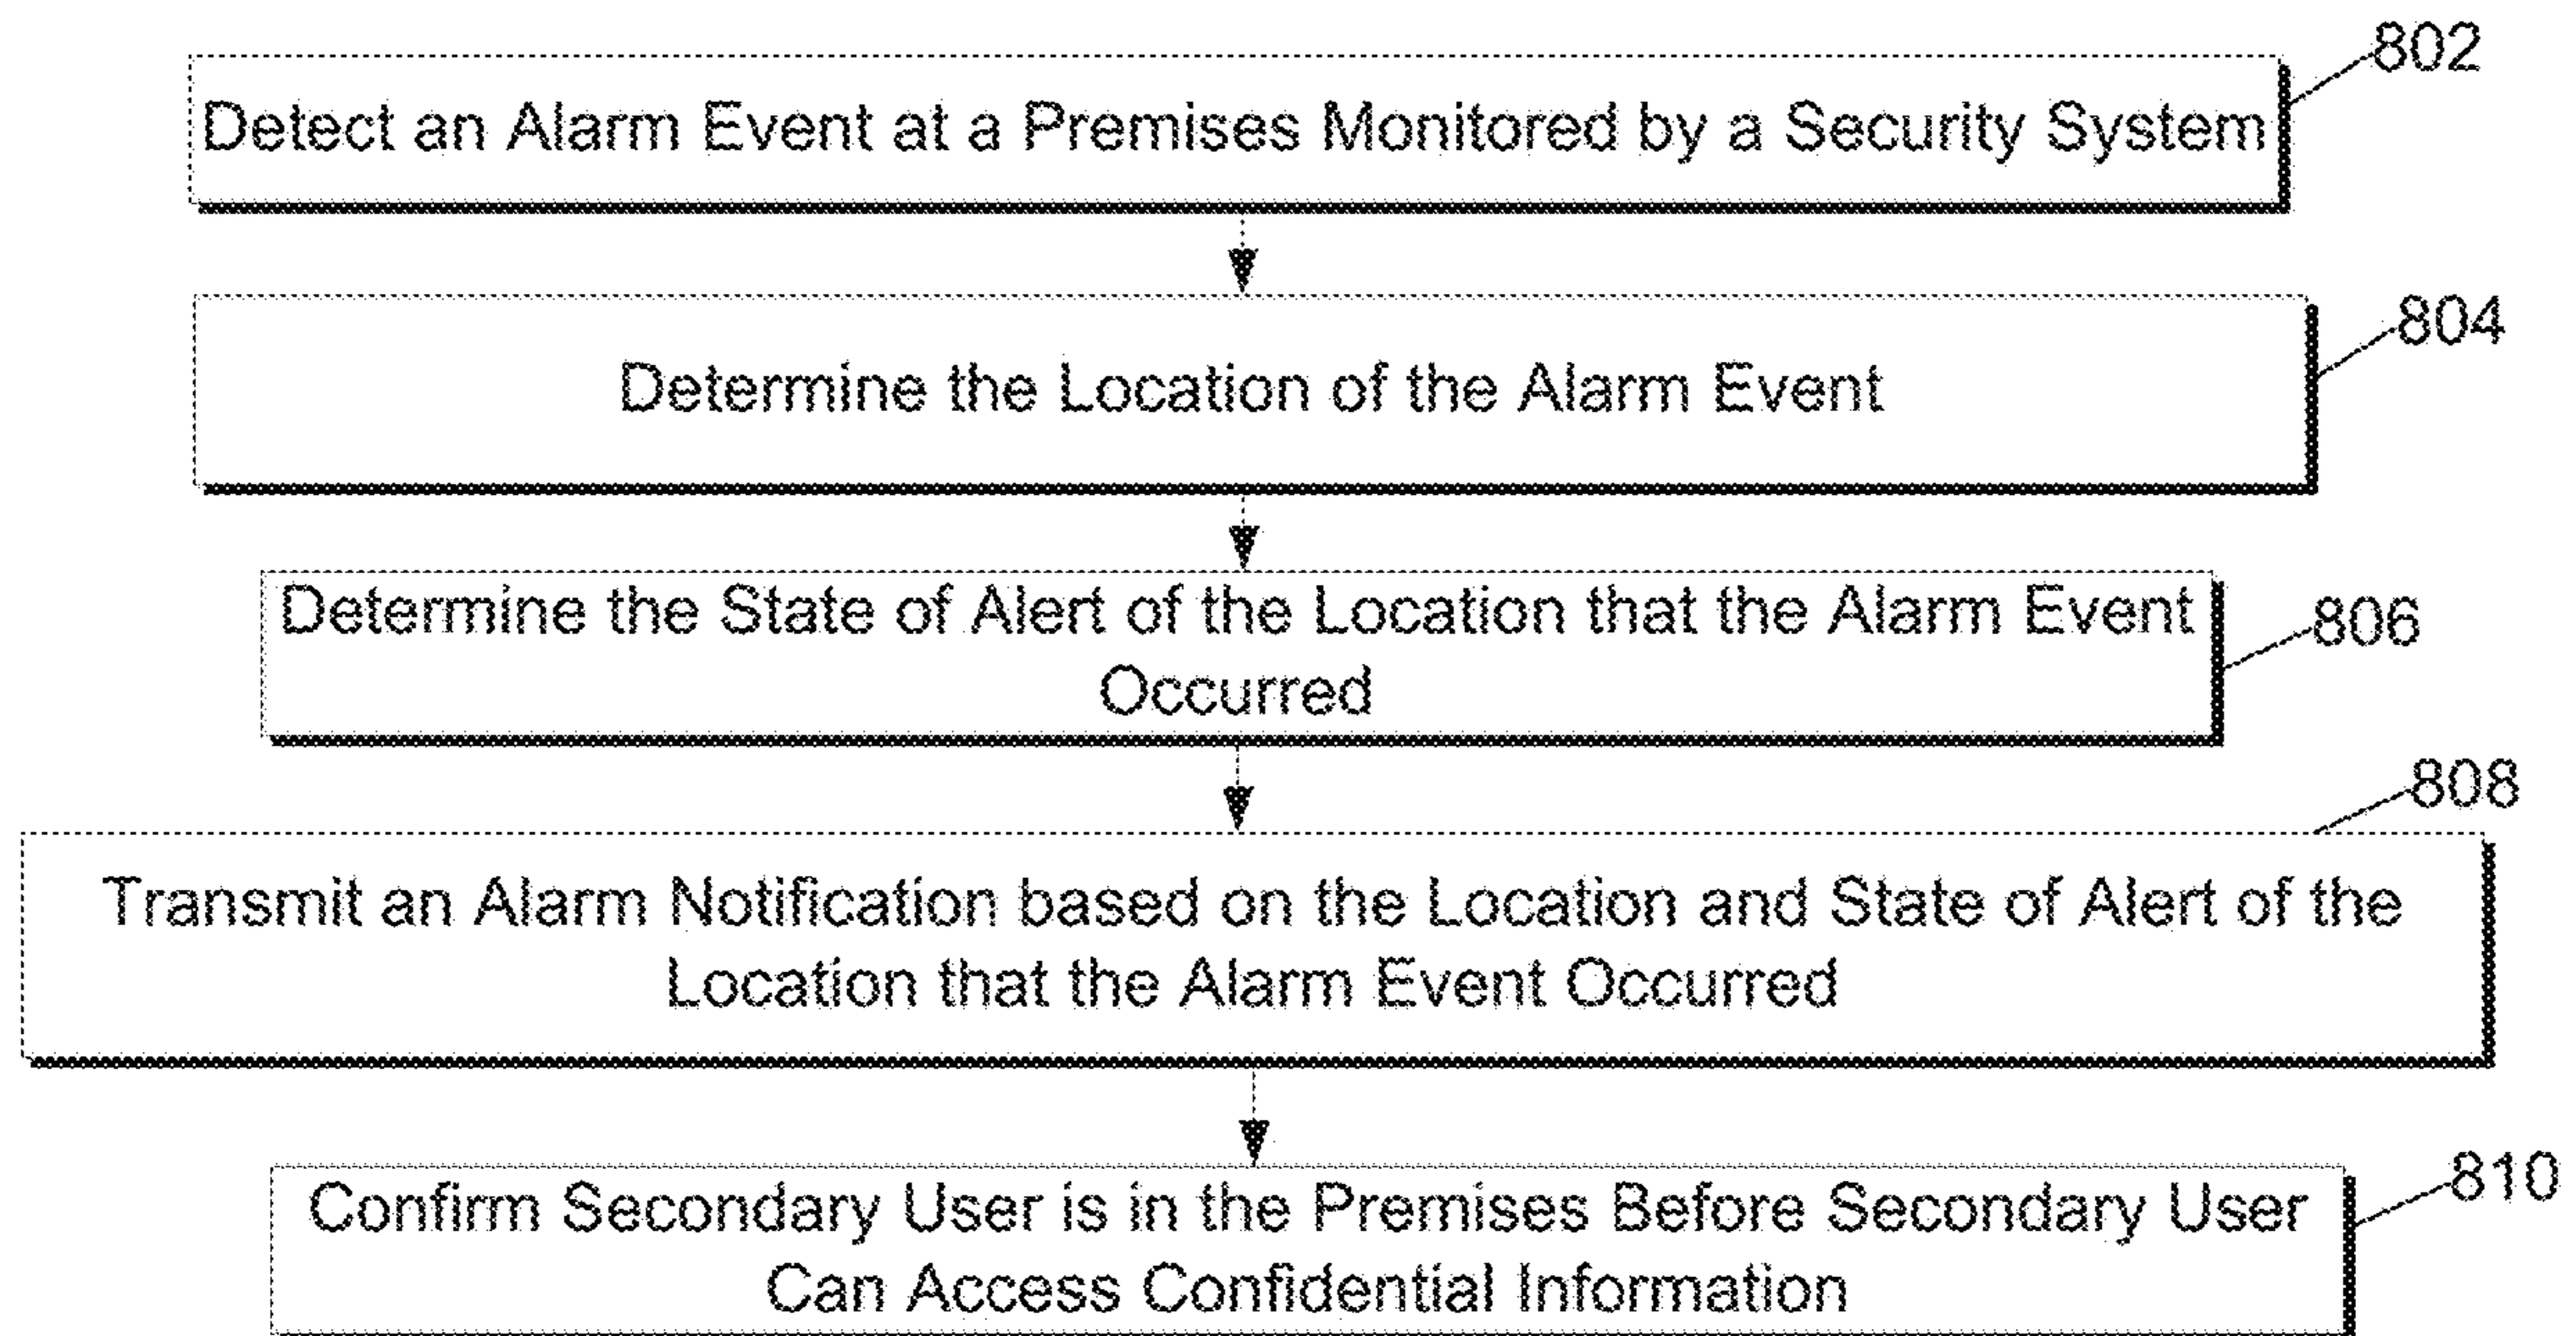 802
Detect an Alarm Event at a Premises Monitored by a Security System
804
Determine the Location of the Alarm Event
806
Determine the State of Alert of the Location that the Alarm Event
Occurred
808
Transmit an Alarm Notification based on the Location and State of Alert of the
Location that the Alarm Event Occurred
810
Confirm Secondary User is in the Premises Before Secondary User
Can Access Confidential Information